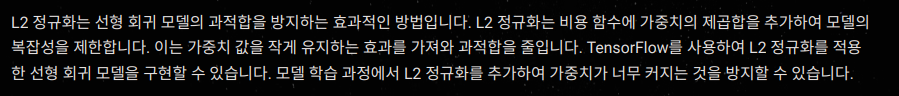 L2 정규화는 선형 회귀 모델의 과적합을 방지하는 효과적인 방법입니다. L2 정규화는 비용 함수에 가중치의 제곱합을 추가하여 모델의
복잡성을 제한합니다. 이는 가중치 값을 작게 유지하는 효과를 가져와 과적합을 줄입니다. TensorFlow를 사용하여 L2 정규화를 적용
한 선형 회귀 모델을 구현할 수 있습니다. 모델 학습 과정에서 L2 정규화를 추가하여 가중치가 너무 커지는 것을 방지할 수 있습니다.